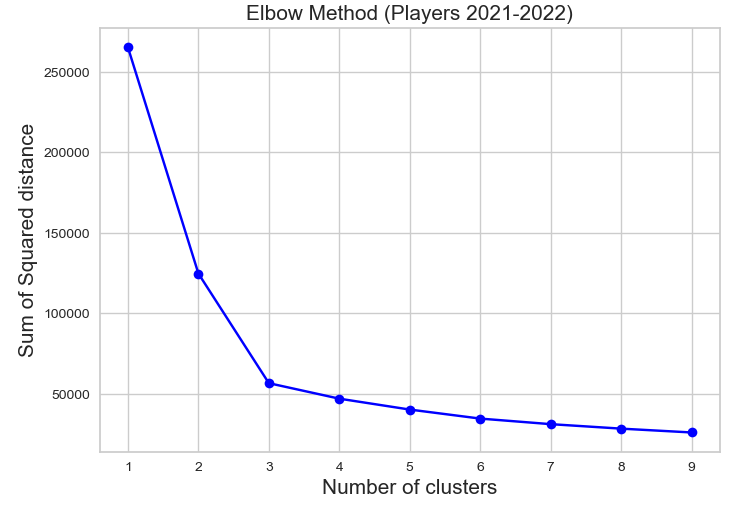 Elbow Method (Players 2021-2022)
250000
200000
150000
100000
50000
Sum of Squared distance
1 2 3 4 5 6 7 8 9
Number of clusters